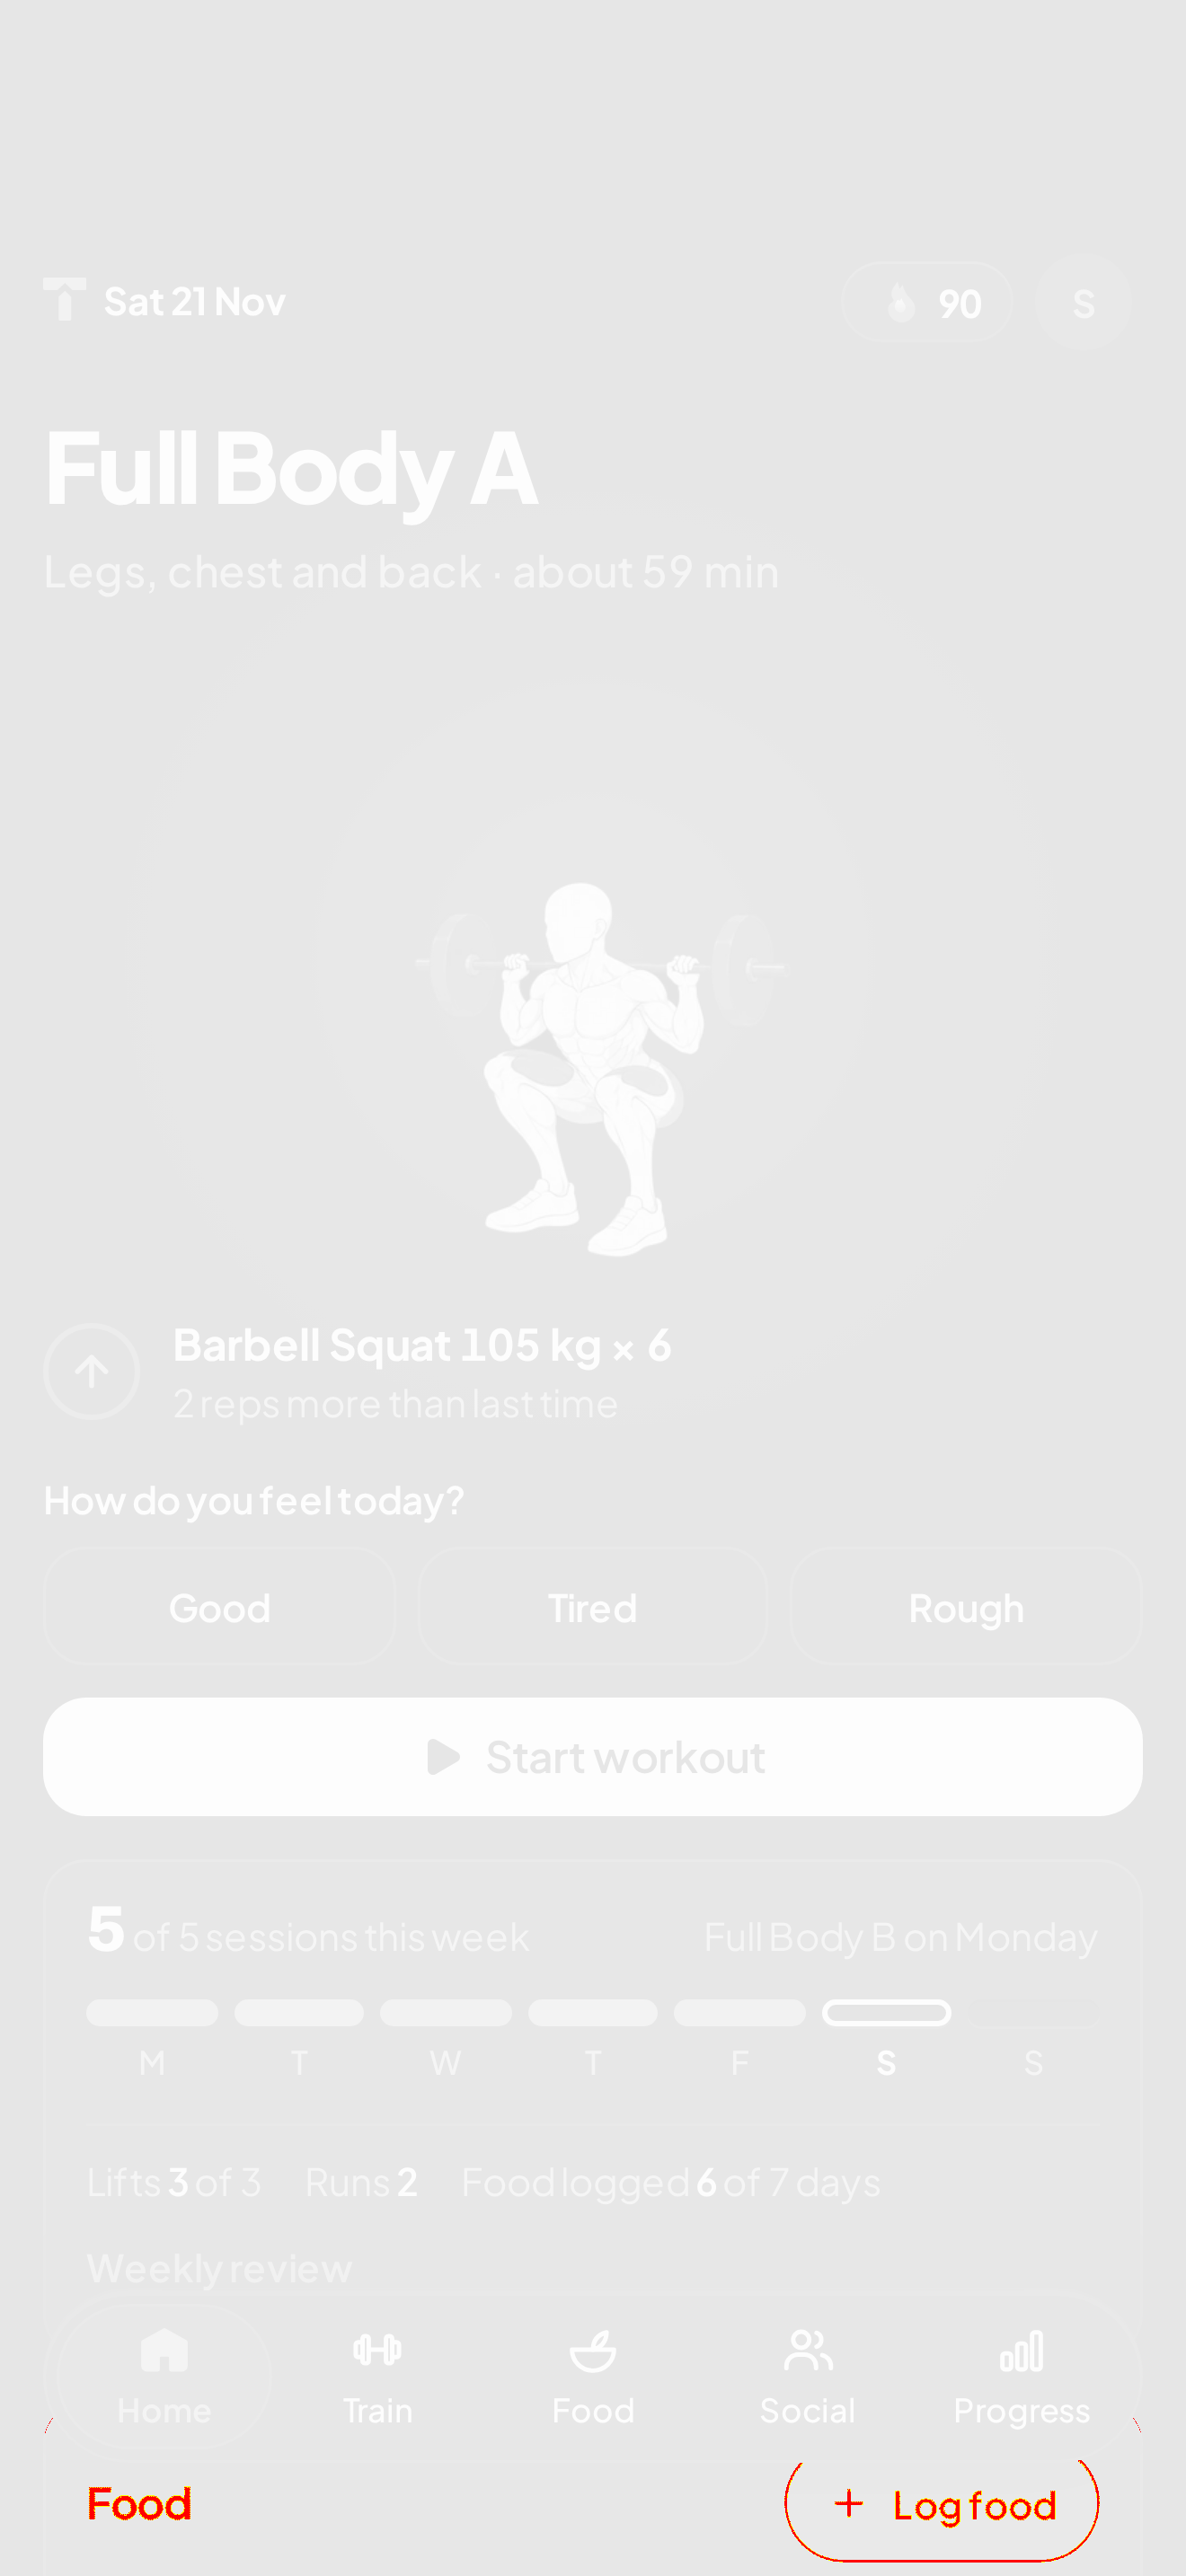 Sat 21 Nov
90
S
Full Body A
Legs, chest and back · about 59 min
Barbell Squat 105 kg × 6
2 reps more than last time
How do you feel today?
Good
Tired
Rough
Start workout
5 of 5 sessions this week
Full Body B on Monday
M T W T F S S
Lifts 3 of 3
Runs 2
Food logged 6 of 7 days
Weekly review
Home
Train
Food
Social
Progress
Food
+ Log food